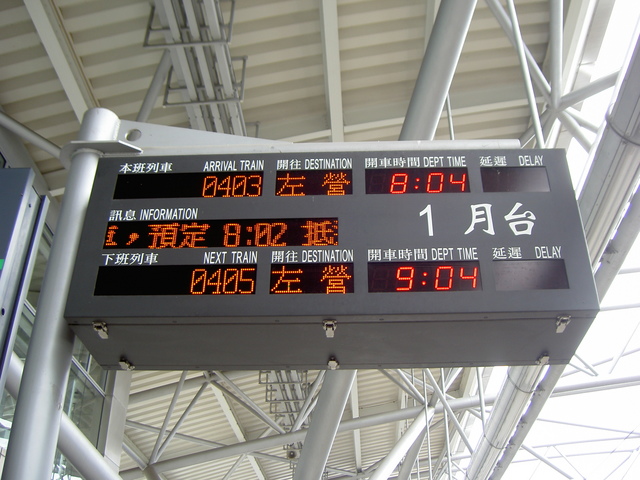 本班列車 ARRIVAL TRAIN 開往 DESTINATION 開車時間 DEPT TIME 延遲 DELAY
0403 左營 8:04
訊息 INFORMATION
，預定 8:02 抵
1月台
下班列車 NEXT TRAIN 開往 DESTINATION 開車時間 DEPT TIME 延遲 DELAY
0405 左營 9:04